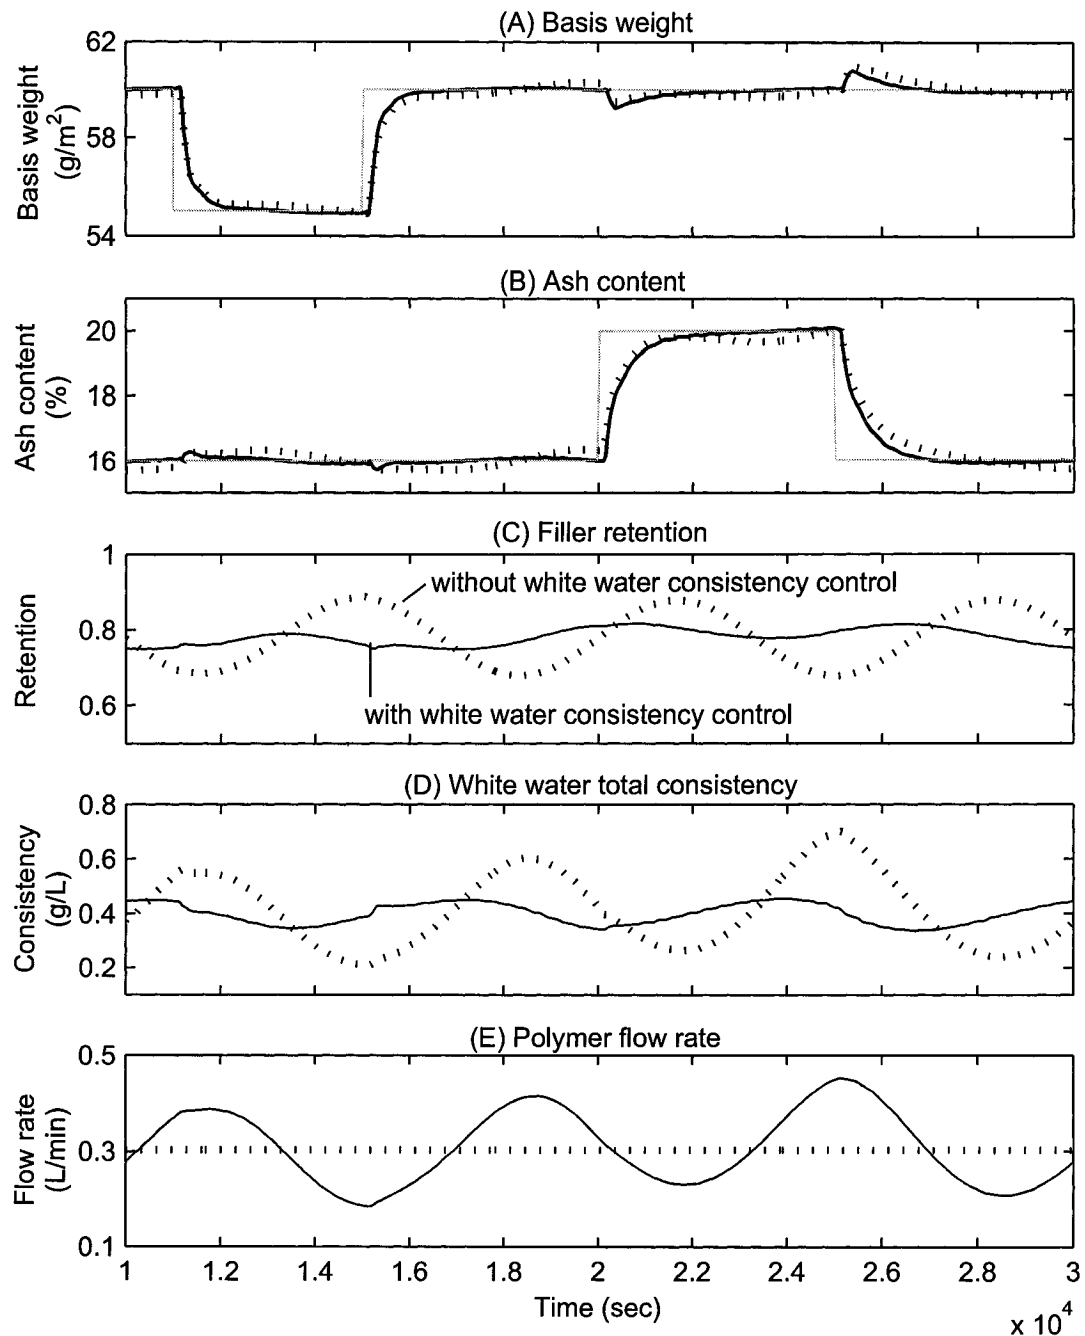 (A) Basis weight
62
58
54
Basis weight
(g/m²)
(B) Ash content
20
18
16
Ash content
(%)
(C) Filler retention
1
0.8
0.6
Retention
without white water consistency control
with white water consistency control
(D) White water total consistency
0.8
0.6
0.4
0.2
Consistency
(g/L)
(E) Polymer flow rate
0.5
0.3
0.1
Flow rate
(L/min)
1 1.2 1.4 1.6 1.8 2 2.2 2.4 2.6 2.8 3
Time (sec)
x 10⁴